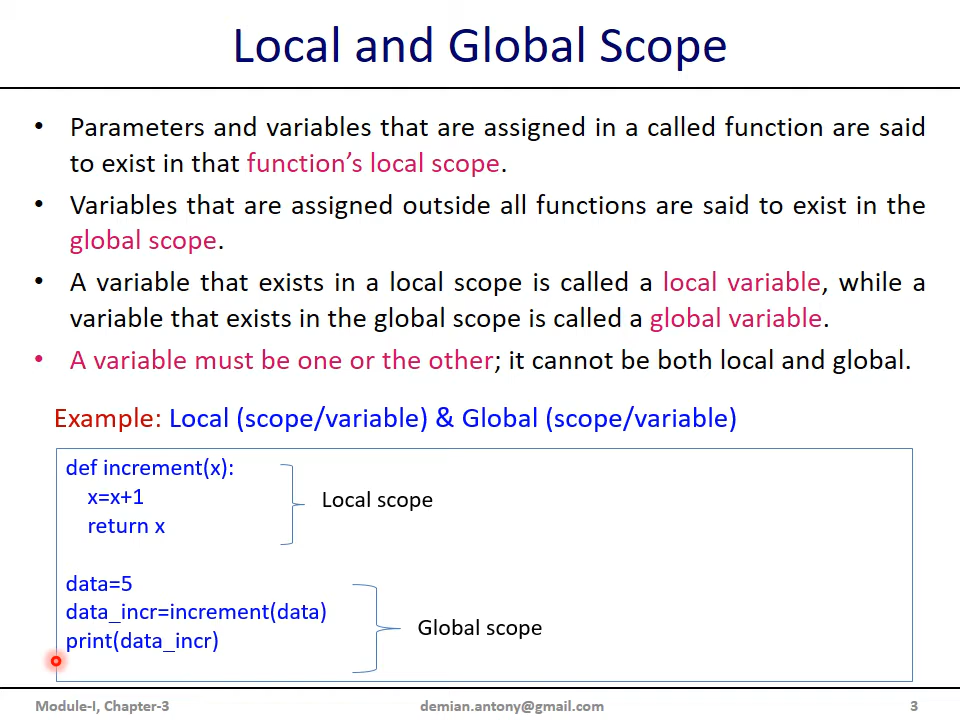 Local and Global Scope
• Parameters and variables that are assigned in a called function are said
to exist in that function’s local scope.
• Variables that are assigned outside all functions are said to exist in the
global scope.
• A variable that exists in a local scope is called a local variable, while a
variable that exists in the global scope is called a global variable.
• A variable must be one or the other; it cannot be both local and global.
Example: Local (scope/variable) & Global (scope/variable)
def increment(x):
x=x+1
return x
Local scope
data=5
data_incr=increment(data)
print(data_incr)
Global scope
Module-I, Chapter-3 demian.antony@gmail.com 3